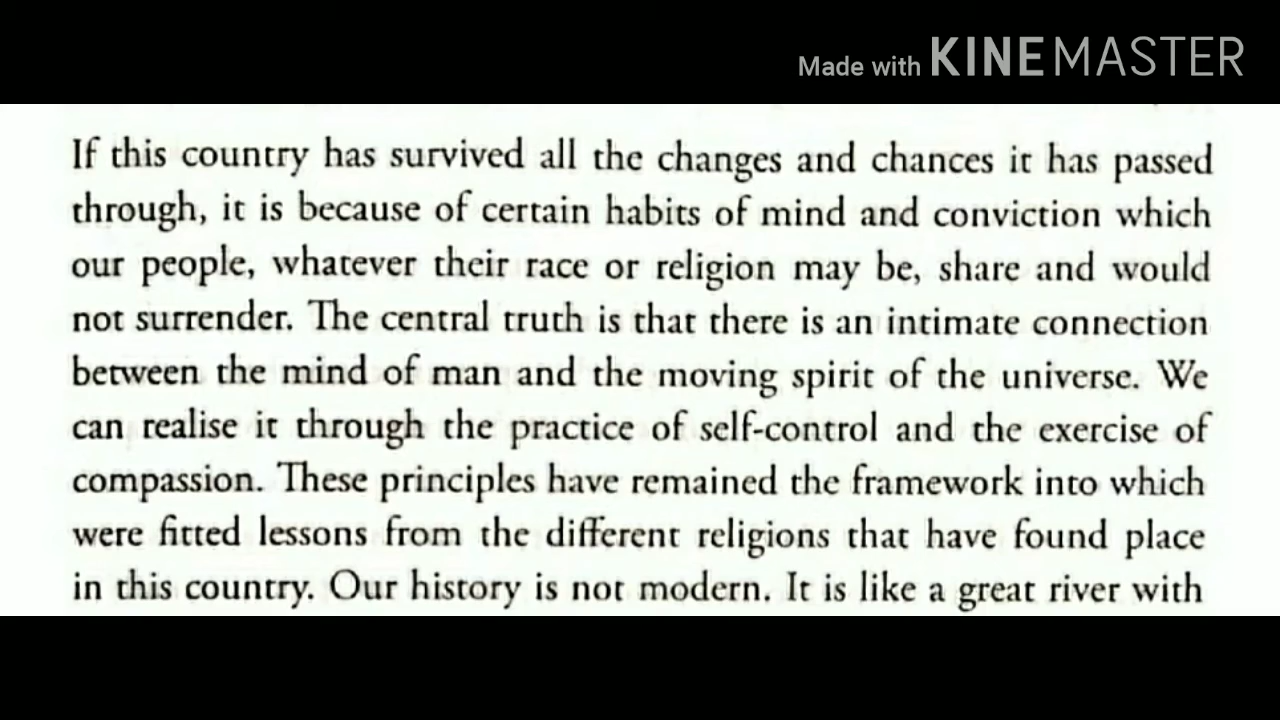 Made with KINEMASTER
If this country has survived all the changes and chances it has passed
through, it is because of certain habits of mind and conviction which
our people, whatever their race or religion may be, share and would
not surrender. The central truth is that there is an intimate connection
between the mind of man and the moving spirit of the universe. We
can realise it through the practice of self-control and the exercise of
compassion. These principles have remained the framework into which
were fitted lessons from the different religions that have found place
in this country. Our history is not modern. It is like a great river with